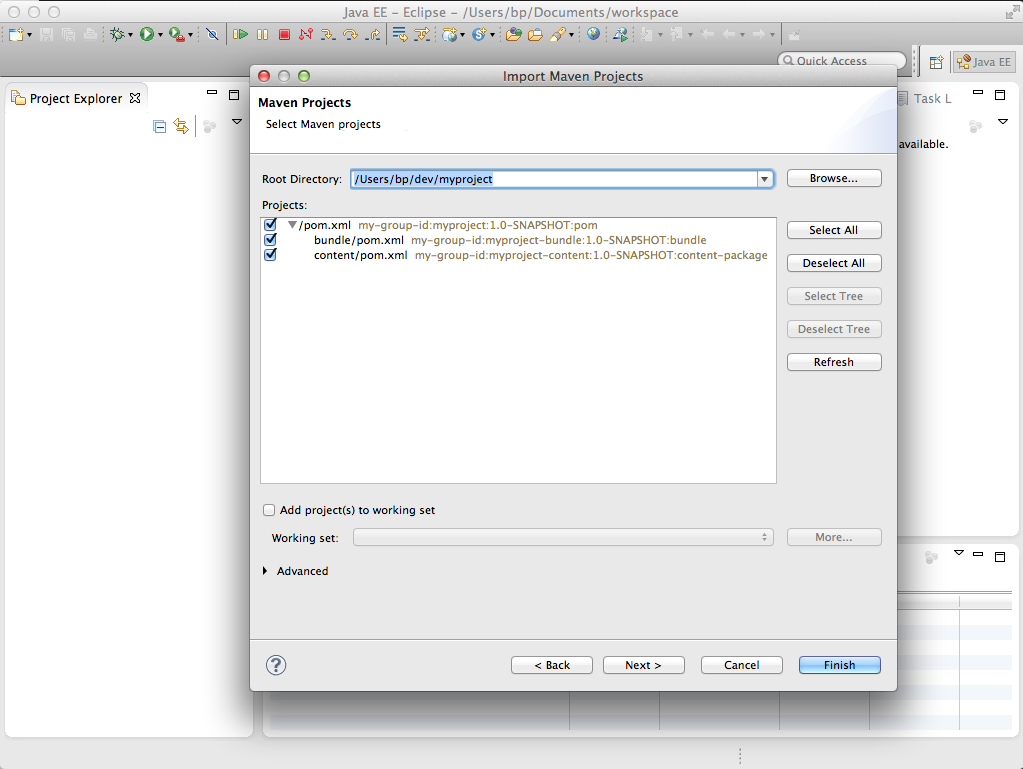 Java EE – Eclipse – /Users/bp/Documents/workspace
Quick Access
Java EE
Project Explorer
Task L
available.
Import Maven Projects
Maven Projects
Select Maven projects
Root Directory: /Users/bp/dev/myproject Browse...
Projects:
/pom.xml my-group-id:myproject:1.0-SNAPSHOT:pom
bundle/pom.xml my-group-id:myproject-bundle:1.0-SNAPSHOT:bundle
content/pom.xml my-group-id:myproject-content:1.0-SNAPSHOT:content-package
Select All
Deselect All
Select Tree
Deselect Tree
Refresh
Add project(s) to working set
Working set: More...
Advanced
? < Back Next > Cancel Finish